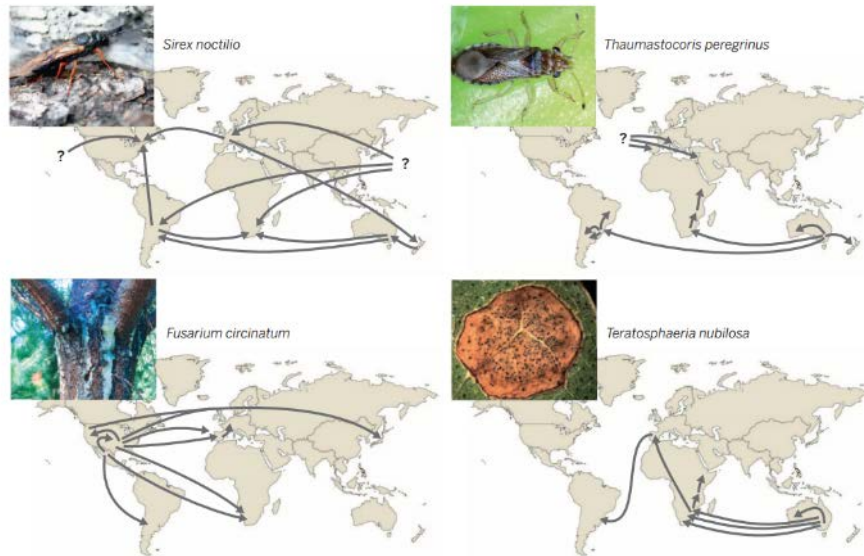 Sirex noctilio
Thaumastocoris peregrinus
?
?
?
Fusarium circinatum
Teratosphaeria nubilosa